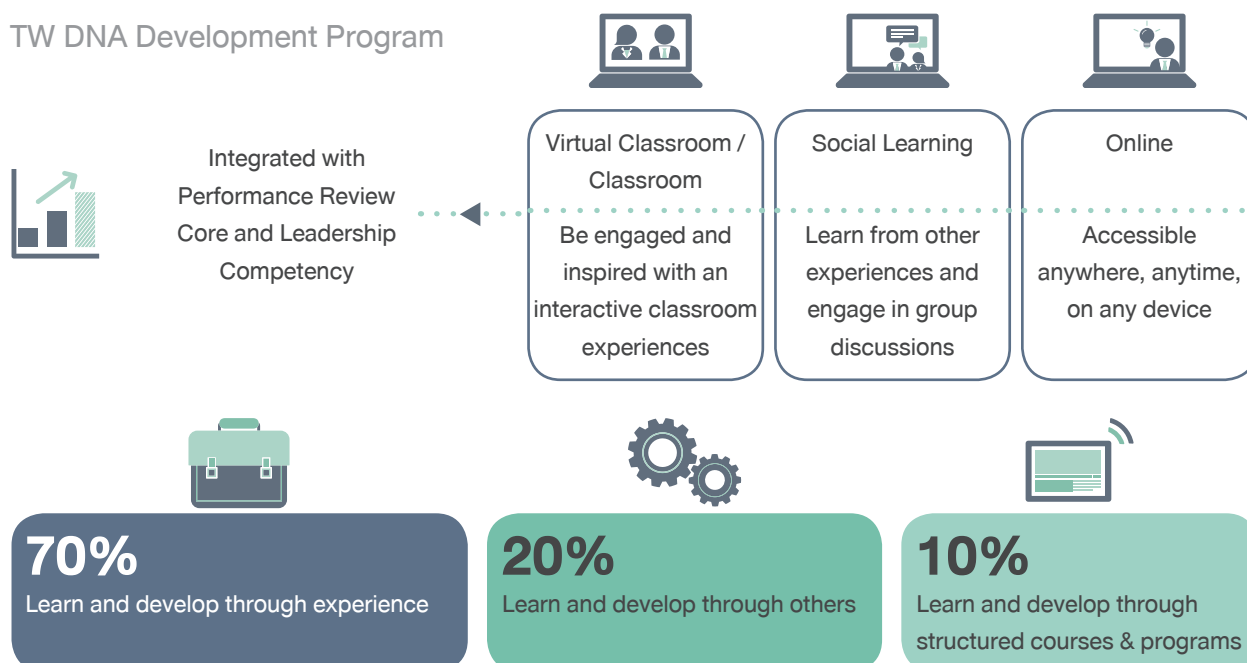 TW DNA Development Program
Integrated with
Performance Review
Core and Leadership
Competency
Virtual Classroom /
Classroom
Be engaged and
inspired with an
interactive classroom
experiences
Social Learning
Learn from other
experiences and
engage in group
discussions
Online
Accessible
anywhere, anytime,
on any device
70%
Learn and develop through experience
20%
Learn and develop through others
10%
Learn and develop through
structured courses & programs